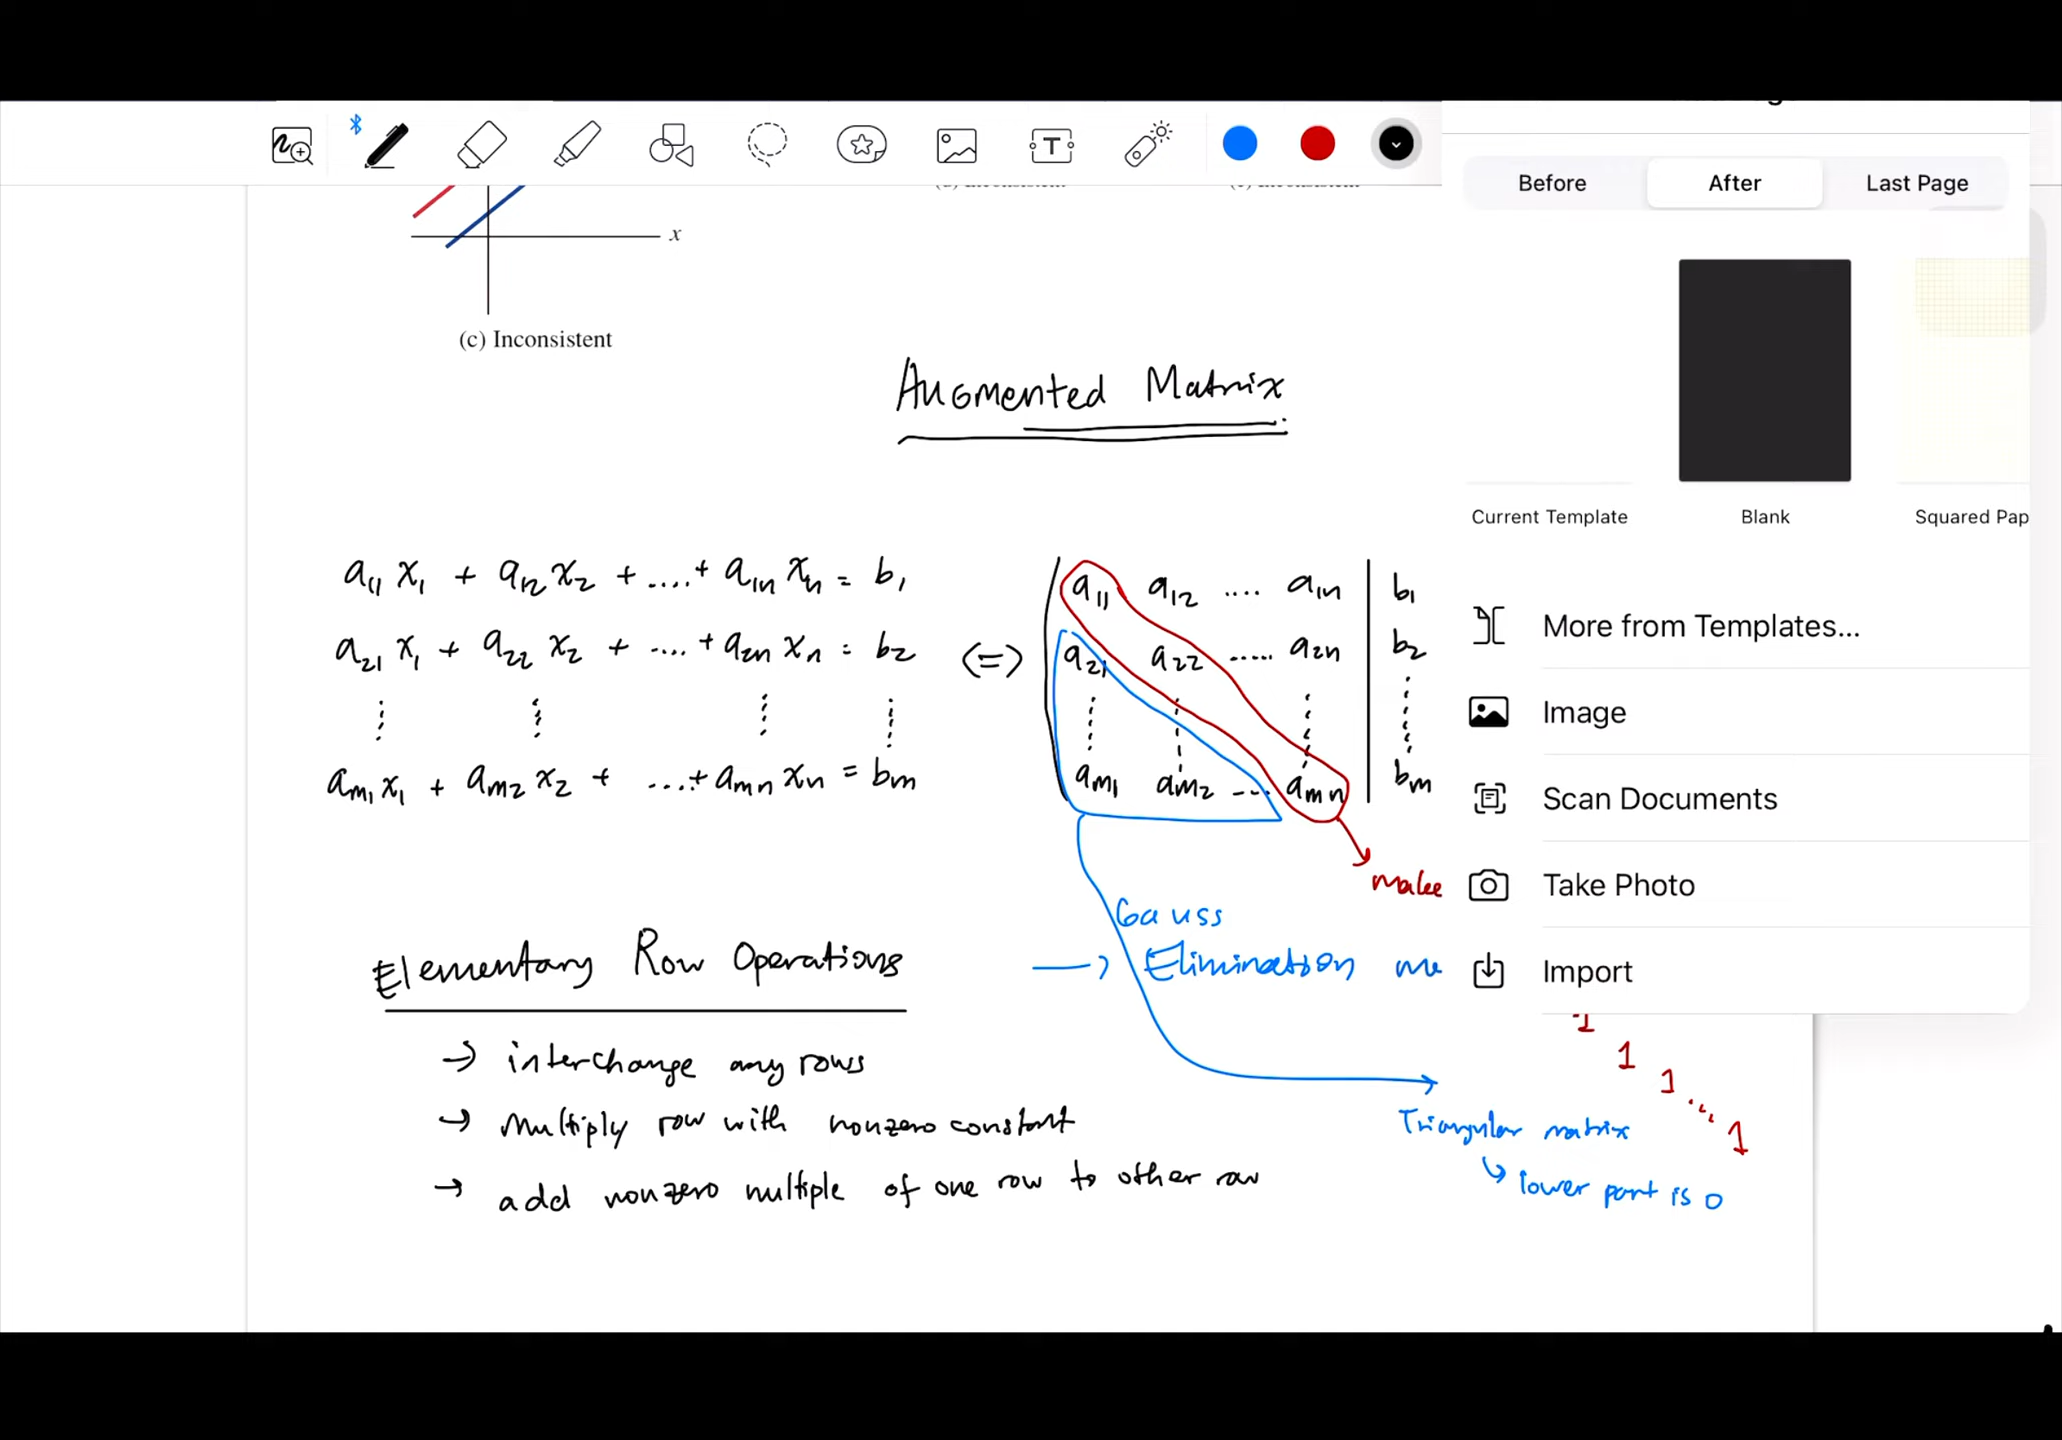 Before After Last Page
x
(c) Inconsistent
Current Template Blank Squared Pap
Augmented Matrix
a11 x1 + a12 x2 + ....+ a1n xn = b1
a21 x1 + a22 x2 + ....+ a2n xn = b2
am1 x1 + am2 x2 + ....+ amn xn = bm
<=>
a11 a12 .... a1n b1
a21 a22 ..... a2n b2
am1 am2 .... amn bm
More from Templates...
Image
Scan Documents
Take Photo
Import
make
Gauss
Elimination me
Elementary Row Operations
-> interchange any rows
-> multiply row with nonzero constant
-> add nonzero multiple of one row to other row
1
1
1 ... 1
Triangular matrix
lower part is 0